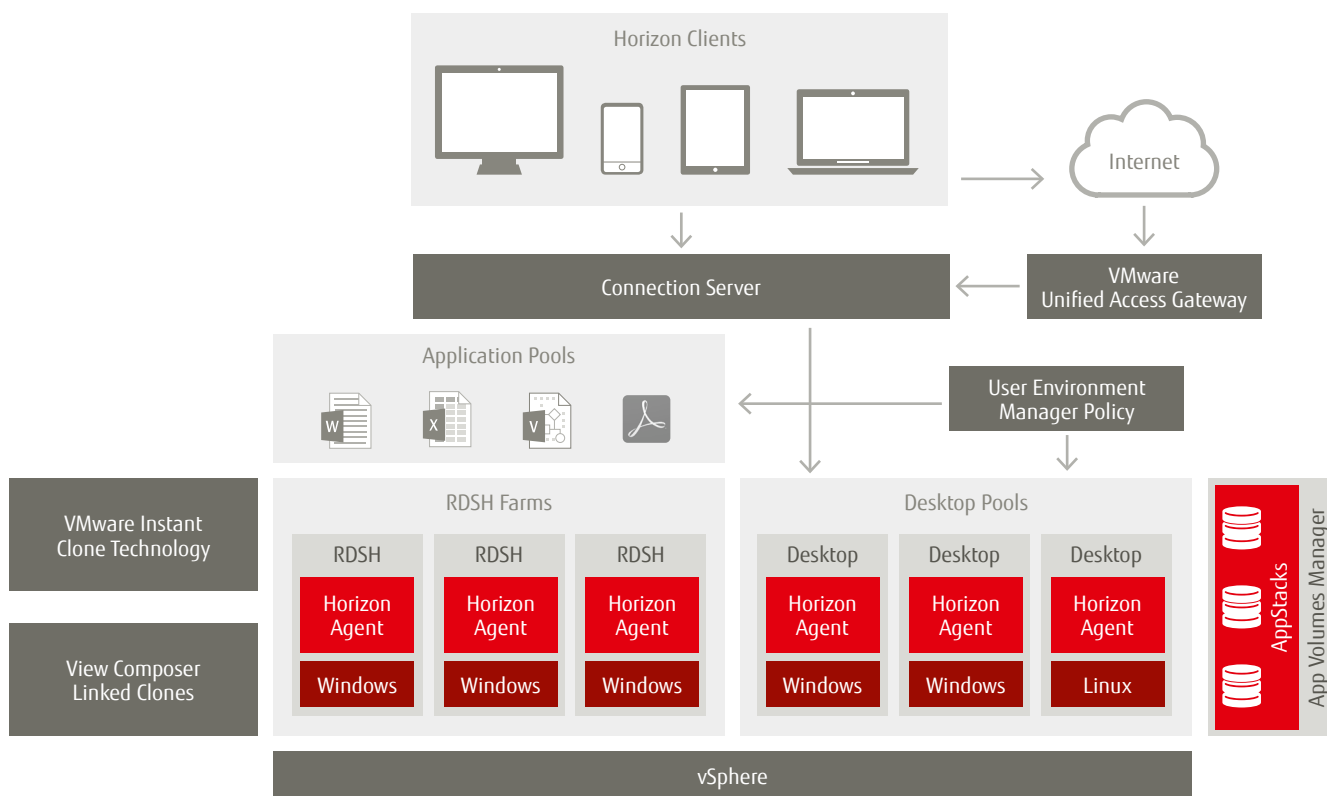 Horizon Clients
Internet
Connection Server
VMware
Unified Access Gateway
Application Pools
W
X
V
User Environment
Manager Policy
VMware Instant
Clone Technology
View Composer
Linked Clones
RDSH Farms
RDSH
Horizon
Agent
Windows
RDSH
Horizon
Agent
Windows
RDSH
Horizon
Agent
Windows
Desktop Pools
Desktop
Horizon
Agent
Windows
Desktop
Horizon
Agent
Windows
Desktop
Horizon
Agent
Linux
AppStacks
App Volumes Manager
vSphere